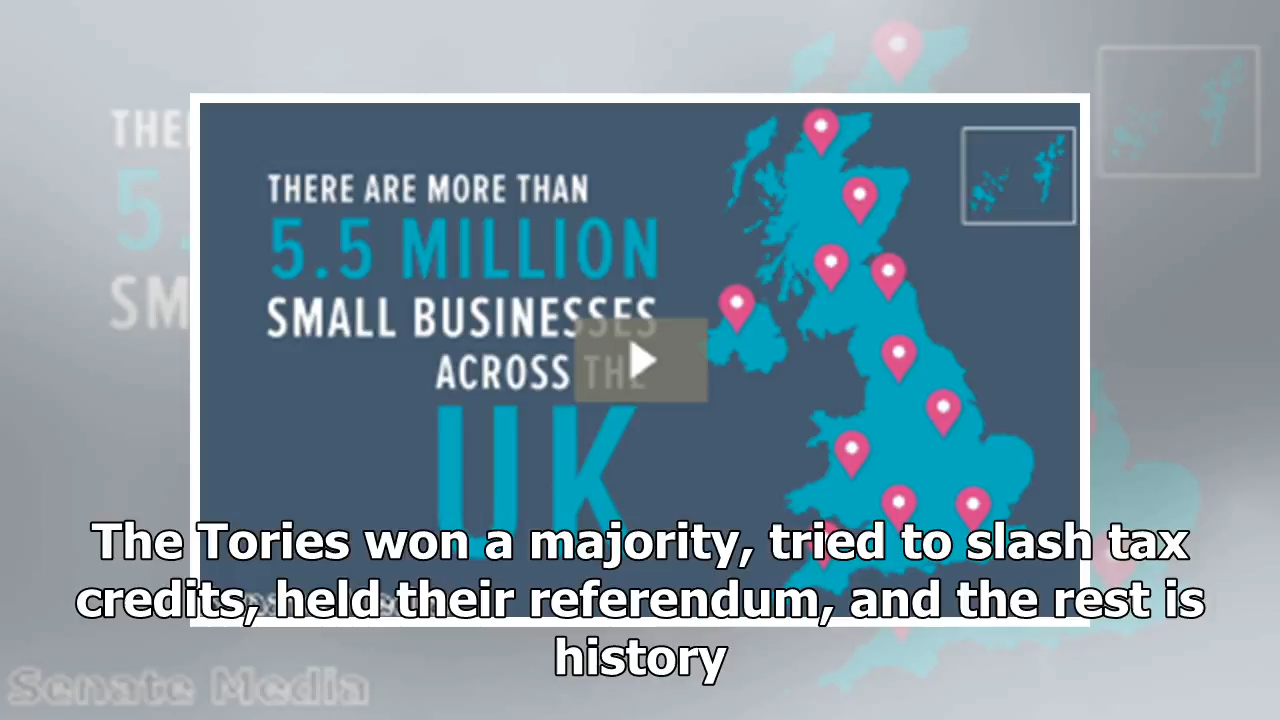 THERE ARE MORE THAN
5.5 MILLION
SMALL BUSINESSES
ACROSS THE
UK
The Tories won a majority, tried to slash tax
credits, held their referendum, and the rest is
history
Senate Media